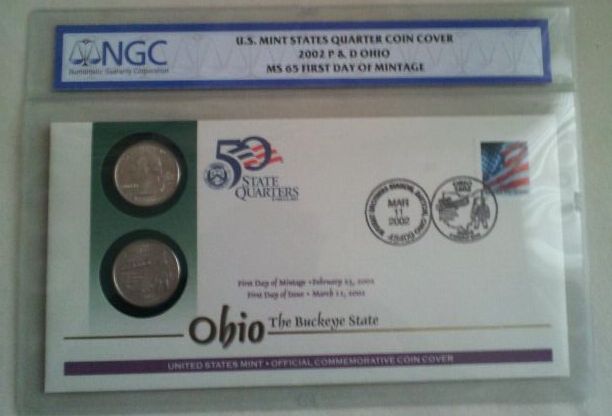 NGC
Numismatic Guaranty Corporation
U.S. MINT STATES QUARTER COIN COVER
2002 P & D OHIO
MS 65 FIRST DAY OF MINTAGE
50
STATE
QUARTERS
MAR
11
2002
First Day of Mintage • February 25, 2002
First Day of Issue • March 11, 2002
Ohio The Buckeye State
UNITED STATES MINT • OFFICIAL COMMEMORATIVE COIN COVER